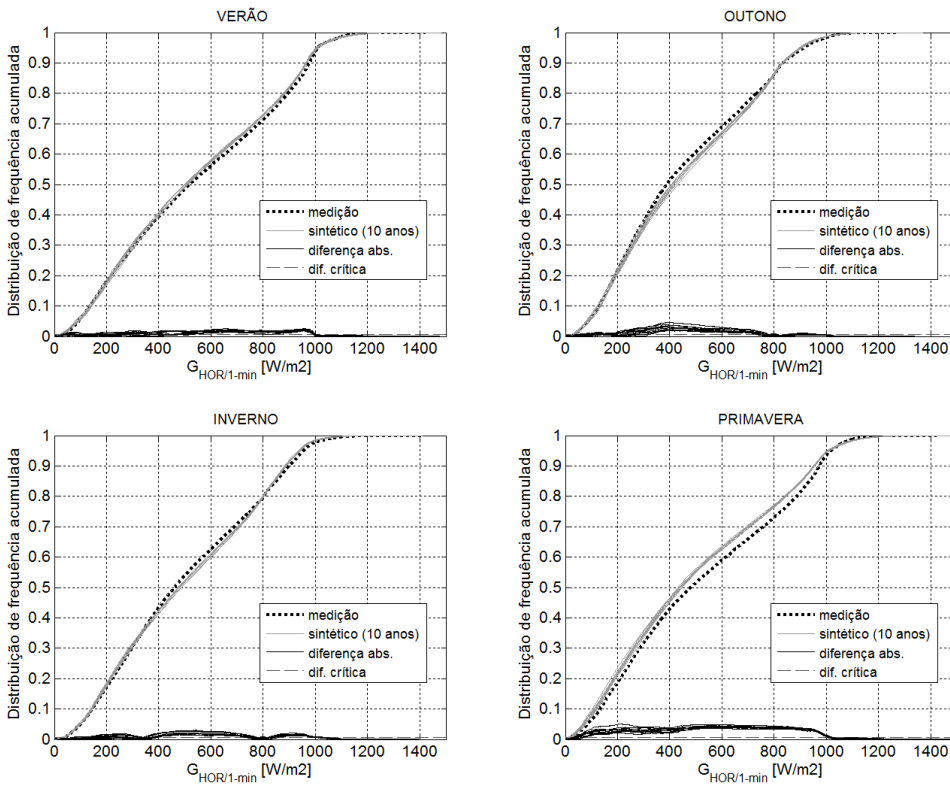 VERÃO
Distribuição de frequência acumulada
1
0.9
0.8
0.7
0.6
0.5
0.4
0.3
0.2
0.1
0
0 200 400 600 800 1000 1200 1400
G HOR/1-min [W/m2]
medição
sintético (10 anos)
diferença abs.
dif. crítica
OUTONO
Distribuição de frequência acumulada
1
0.9
0.8
0.7
0.6
0.5
0.4
0.3
0.2
0.1
0
0 200 400 600 800 1000 1200 1400
G HOR/1-min [W/m2]
medição
sintético (10 anos)
diferença abs.
dif. crítica
INVERNO
Distribuição de frequência acumulada
1
0.9
0.8
0.7
0.6
0.5
0.4
0.3
0.2
0.1
0
0 200 400 600 800 1000 1200 1400
G HOR/1-min [W/m2]
medição
sintético (10 anos)
diferença abs.
dif. crítica
PRIMAVERA
Distribuição de frequência acumulada
1
0.9
0.8
0.7
0.6
0.5
0.4
0.3
0.2
0.1
0
0 200 400 600 800 1000 1200 1400
G HOR/1-min [W/m2]
medição
sintético (10 anos)
diferença abs.
dif. crítica